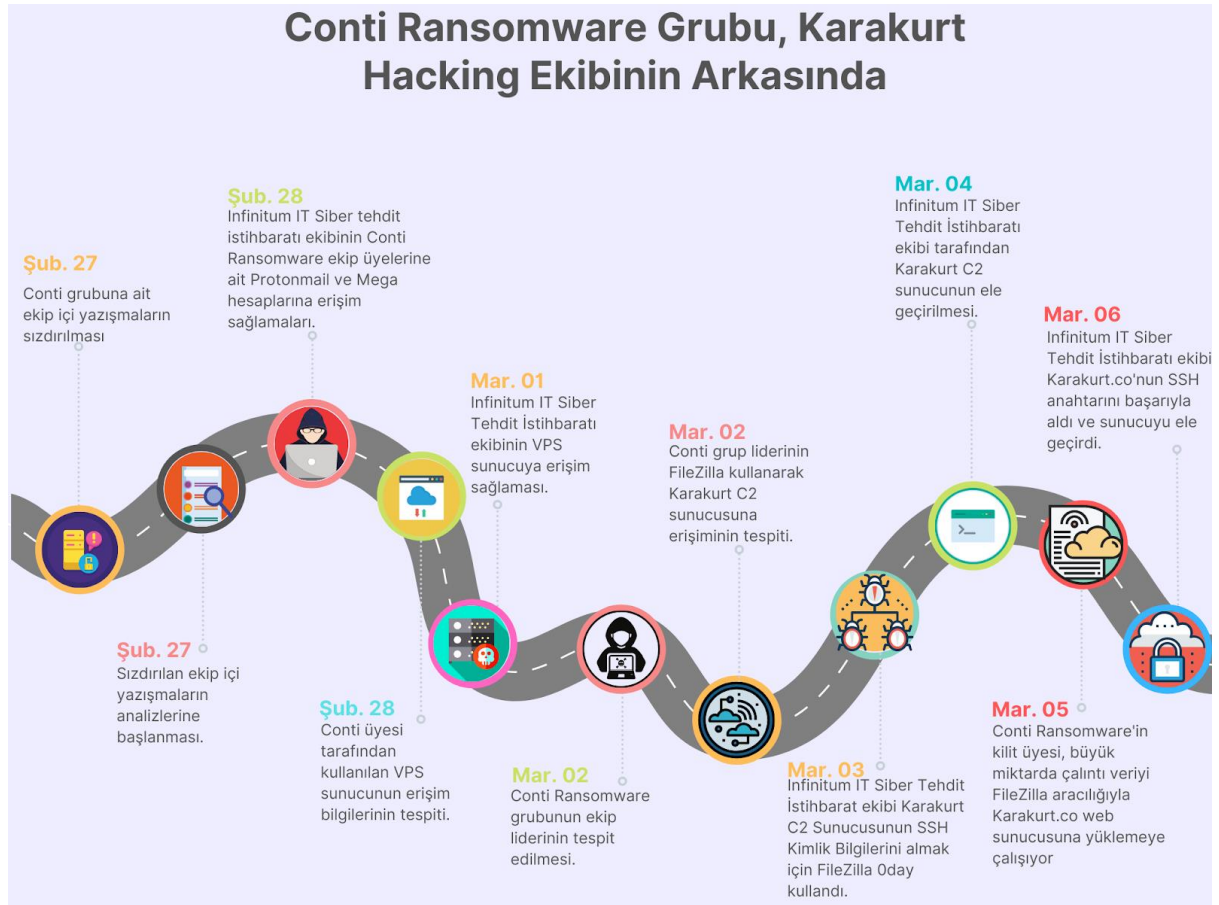 Conti Ransomware Grubu, Karakurt
Hacking Ekibinin Arkasında
Şub. 27
Conti grubuna ait
ekip içi yazışmaların
sızdırılması
Şub. 27
Sızdırılan ekip içi
yazışmaların
analizlerine
başlanması.
Şub. 28
Infinitum IT Siber tehdit
istihbaratı ekibinin Conti
Ransomware ekip üyelerine
ait Protonmail ve Mega
hesaplarına erişim
sağlamaları.
Şub. 28
Conti üyesi
tarafından
kullanılan VPS
sunucunun erişim
bilgilerinin tespiti.
Mar. 01
Infinitum IT Siber
Tehdit İstihbaratı
ekibinin VPS
sunucuya erişim
sağlaması.
Mar. 02
Conti Ransomware
grubunun ekip
liderinin tespit
edilmesi.
Mar. 02
Conti grup liderinin
FileZilla kullanarak
Karakurt C2
sunucusuna
erişiminin tespiti.
Mar. 03
Infinitum IT Siber Tehdit
İstihbarat ekibi Karakurt
C2 Sunucusunun SSH
Kimlik Bilgilerini almak
için FileZilla 0day
kullandı.
Mar. 04
Infinitum IT Siber
Tehdit İstihbaratı
ekibi tarafından
Karakurt C2
sunucunun ele
geçirilmesi.
Mar. 05
Conti Ransomware'in
kilit üyesi, büyük
miktarda çalıntı veriyi
FileZilla aracılığıyla
Karakurt.co web
sunucusuna yüklemeye
çalışıyor
Mar. 06
Infinitum IT Siber
Tehdit İstihbaratı ekibi
Karakurt.co'nun SSH
anahtarını başarıyla
aldı ve sunucuyu ele
geçirdi.